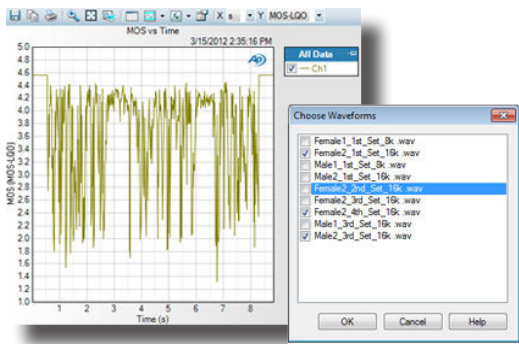 X s Y MOS-LQO
MOS vs Time
3/15/2012 2:35:16 PM
AP
All Data
Ch1
5.0
4.8
4.6
4.4
4.2
4.0
3.8
3.6
3.4
3.2
3.0
2.8
2.6
2.4
2.2
2.0
1.8
1.6
1.4
1.2
1.0
MOS (MOS-LQO)
1 2 3 4 5 6 7 8
Time (s)
Choose Waveforms
Female1_1st_Set_8k .wav
Female2_1st_Set_16k .wav
Male1_1st_Set_8k .wav
Male2_1st_Set_16k .wav
Female2_2nd_Set_16k .wav
Female2_3rd_Set_16k .wav
Female2_4th_Set_16k .wav
Male1_3rd_Set_16k .wav
Male2_3rd_Set_16k .wav
OK Cancel Help